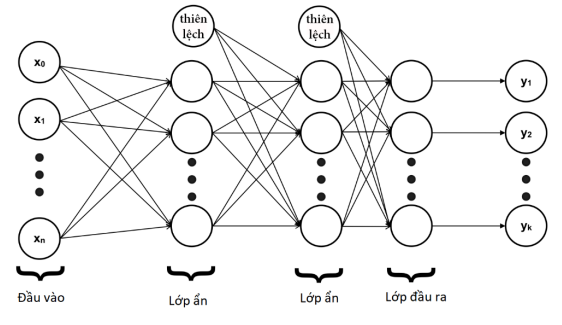 thiên
lệch
thiên
lệch
x0
y1
x1
y2
xn
yk
Đầu vào
Lớp ẩn
Lớp ẩn
Lớp đầu ra